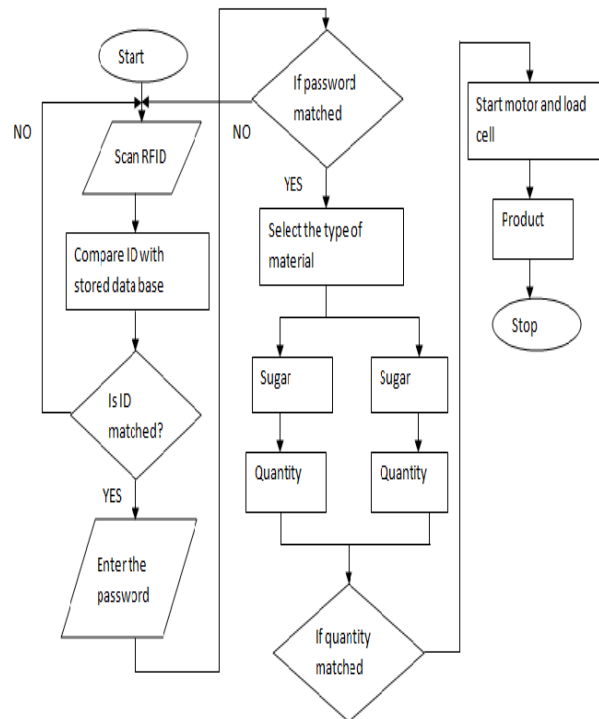 Start
NO
Scan RFID
Compare ID with
stored data base
Is ID
matched?
YES
Enter the
password
If password
matched
NO
YES
Select the type of
material
Sugar
Sugar
Quantity
Quantity
If quantity
matched
Start motor and load
cell
Product
Stop